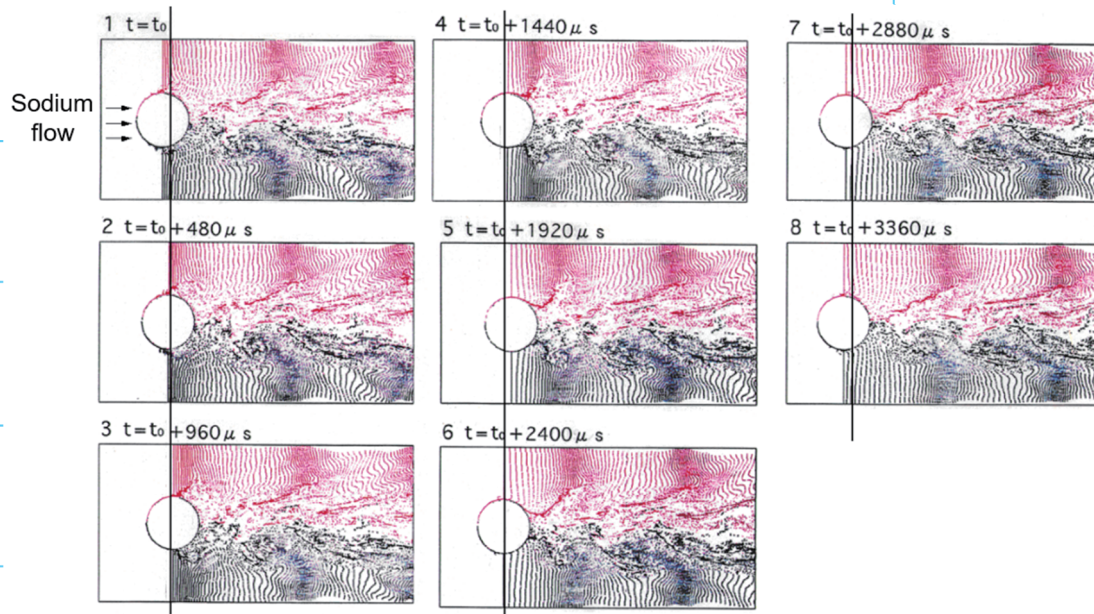 1 t=t₀
4 t=t₀+1440μ s
7 t=t₀+2880μ s
Sodium
flow
2 t=t₀+480μ s
5 t=t₀+1920μ s
8 t=t₀+3360μ s
3 t=t₀+960μ s
6 t=t₀+2400μ s